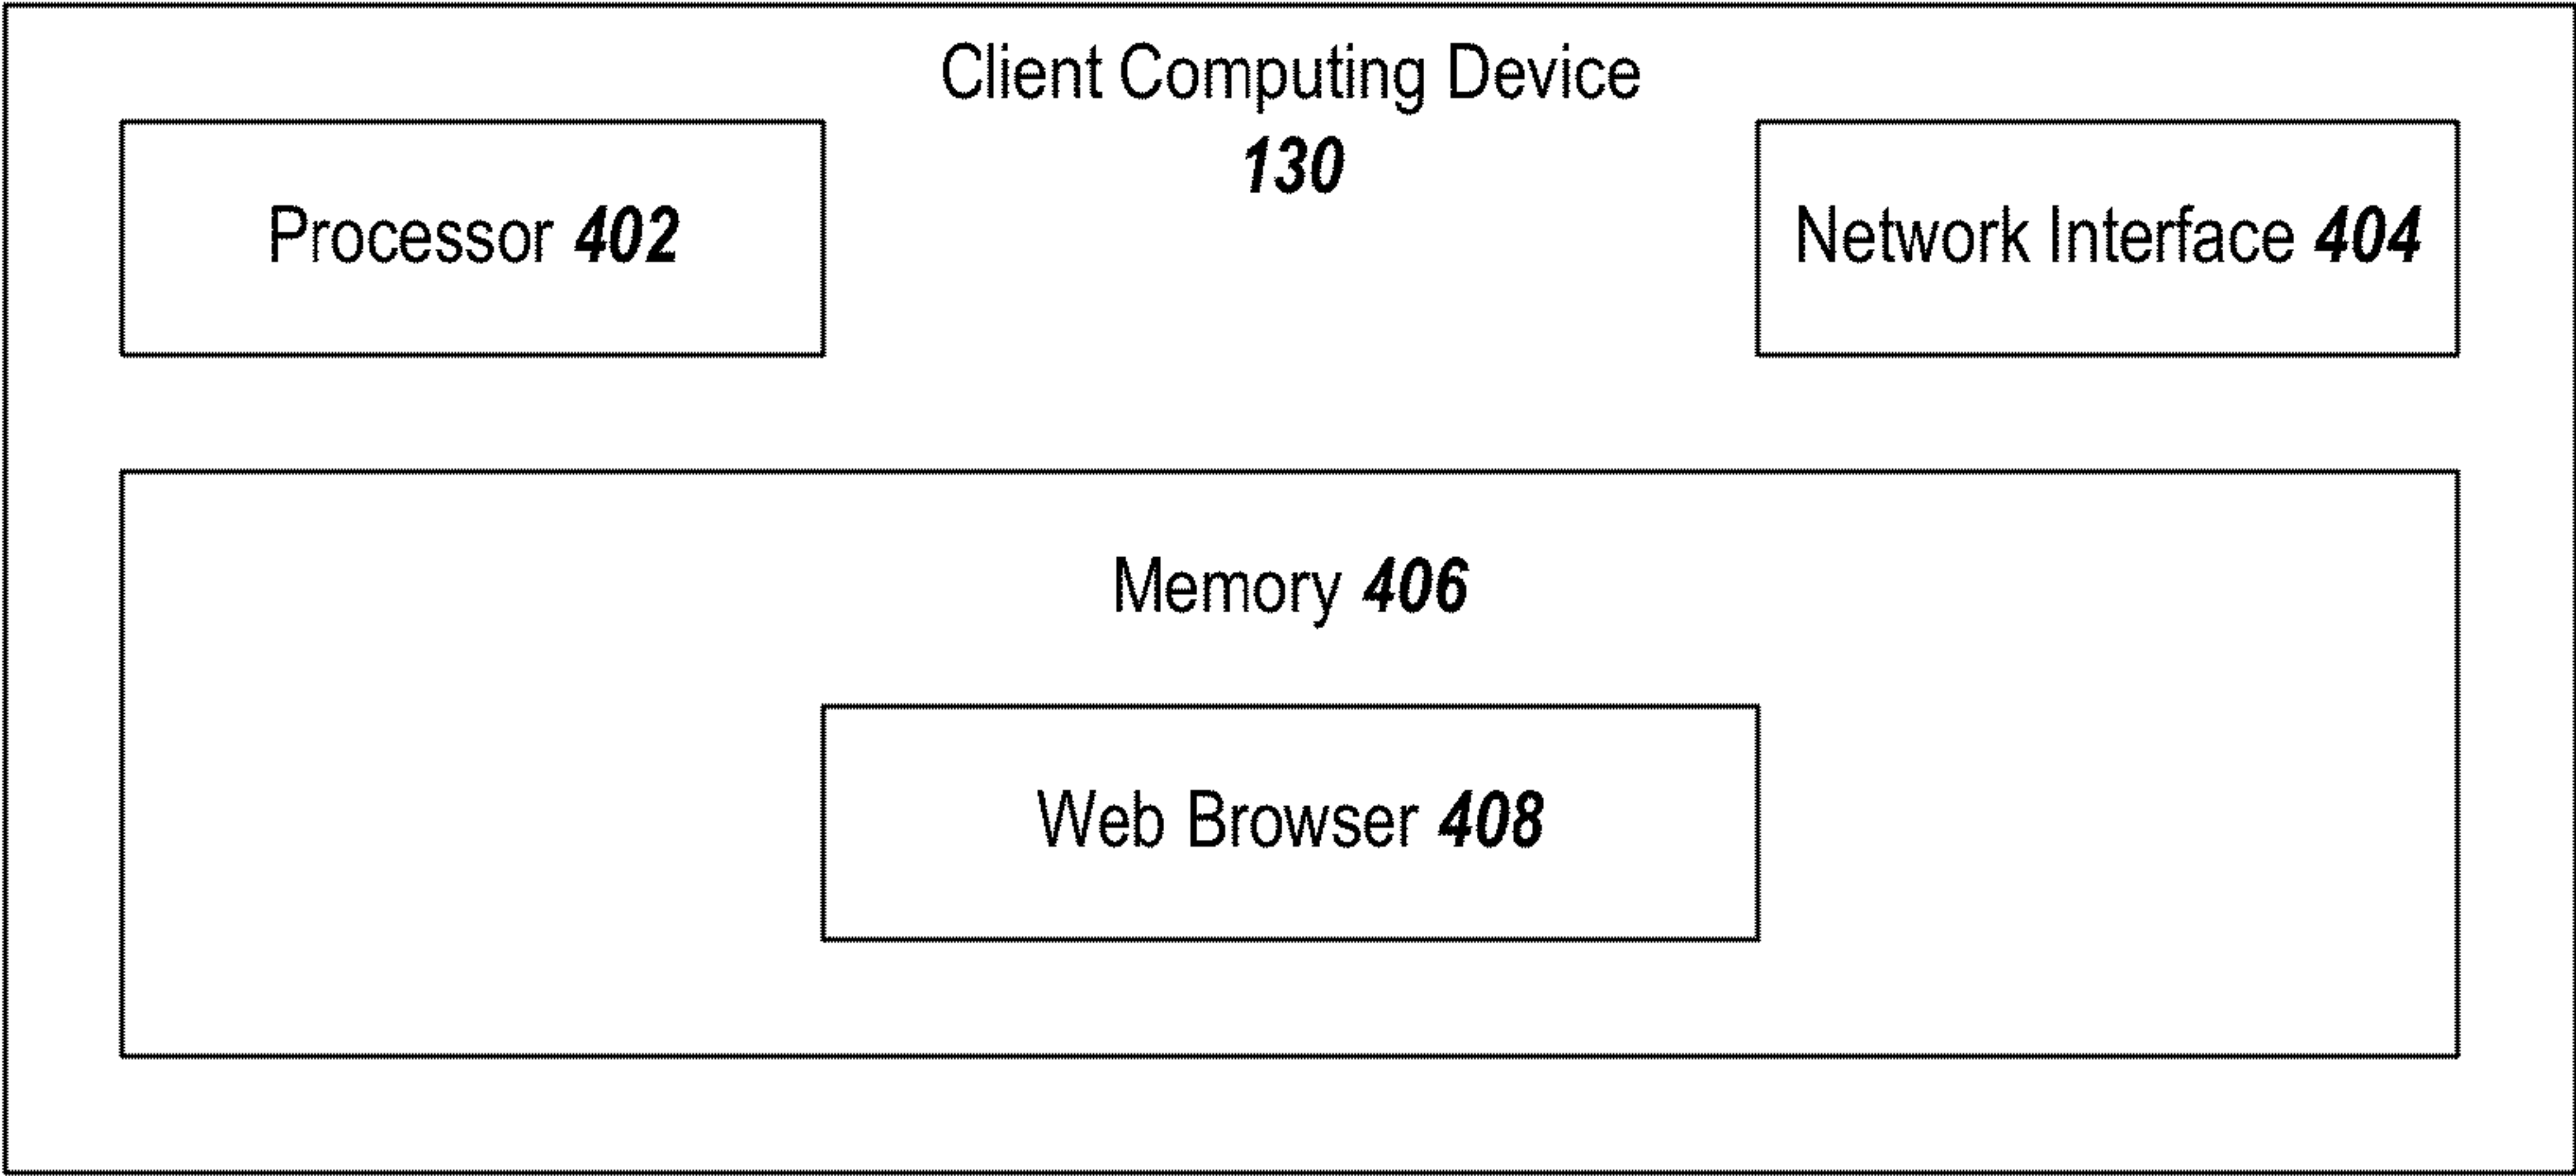 Client Computing Device
130
Processor 402
Network Interface 404
Memory 406
Web Browser 408